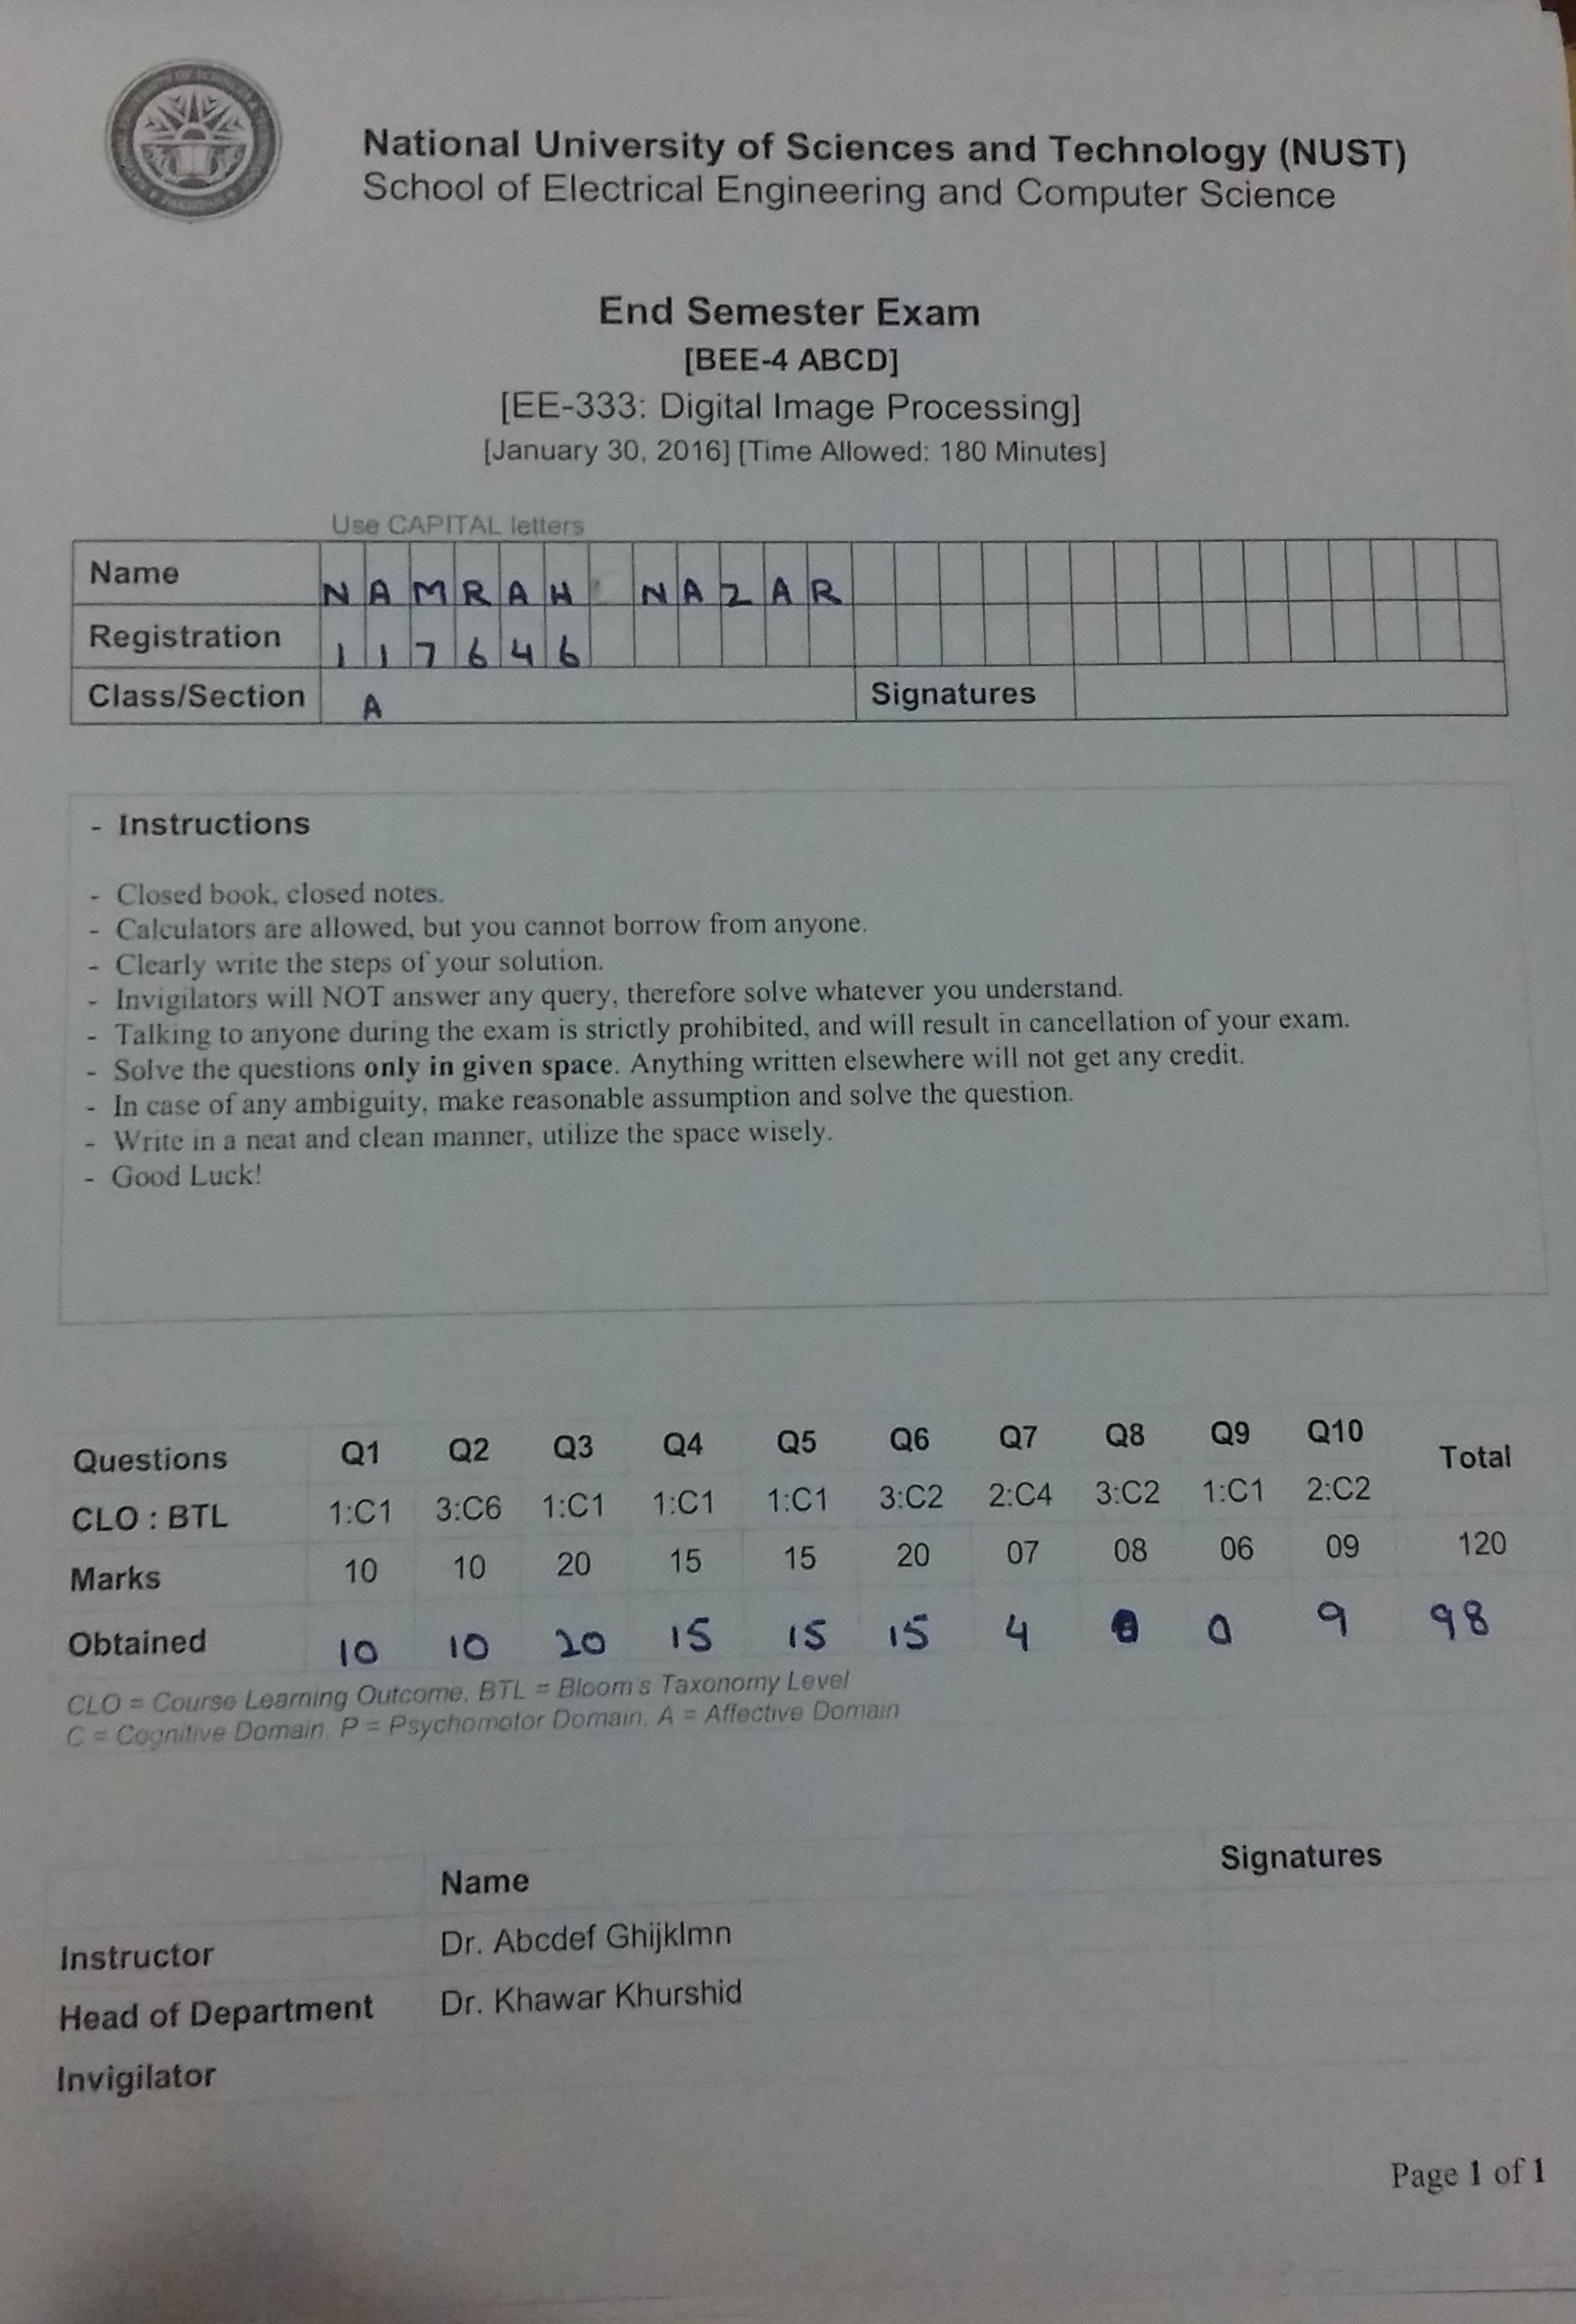 National University of Sciences and Technology (NUST)
School of Electrical Engineering and Computer Science
End Semester Exam
[BEE-4 ABCD]
[EE-333: Digital Image Processing]
[January 30, 2016] [Time Allowed: 180 Minutes]
Use CAPITAL letters
Name NAMRAH NAZAR
Registration 117646
Class/Section A Signatures
- Instructions
- Closed book, closed notes.
- Calculators are allowed, but you cannot borrow from anyone.
- Clearly write the steps of your solution.
- Invigilators will NOT answer any query, therefore solve whatever you understand.
- Talking to anyone during the exam is strictly prohibited, and will result in cancellation of your exam.
- Solve the questions only in given space. Anything written elsewhere will not get any credit.
- In case of any ambiguity, make reasonable assumption and solve the question.
- Write in a neat and clean manner, utilize the space wisely.
- Good Luck!
Questions Q1 Q2 Q3 Q4 Q5 Q6 Q7 Q8 Q9 Q10 Total
CLO : BTL 1:C1 3:C6 1:C1 1:C1 1:C1 3:C2 2:C4 3:C2 1:C1 2:C2
Marks 10 10 20 15 15 20 07 08 06 09 120
Obtained 10 10 20 15 15 15 4 0 9 98
CLO = Course Learning Outcome, BTL = Bloom's Taxonomy Level
C = Cognitive Domain, P = Psychomotor Domain, A = Affective Domain
Name Signatures
Instructor Dr. Abcdef Ghijklmn
Head of Department Dr. Khawar Khurshid
Invigilator
Page 1 of 1